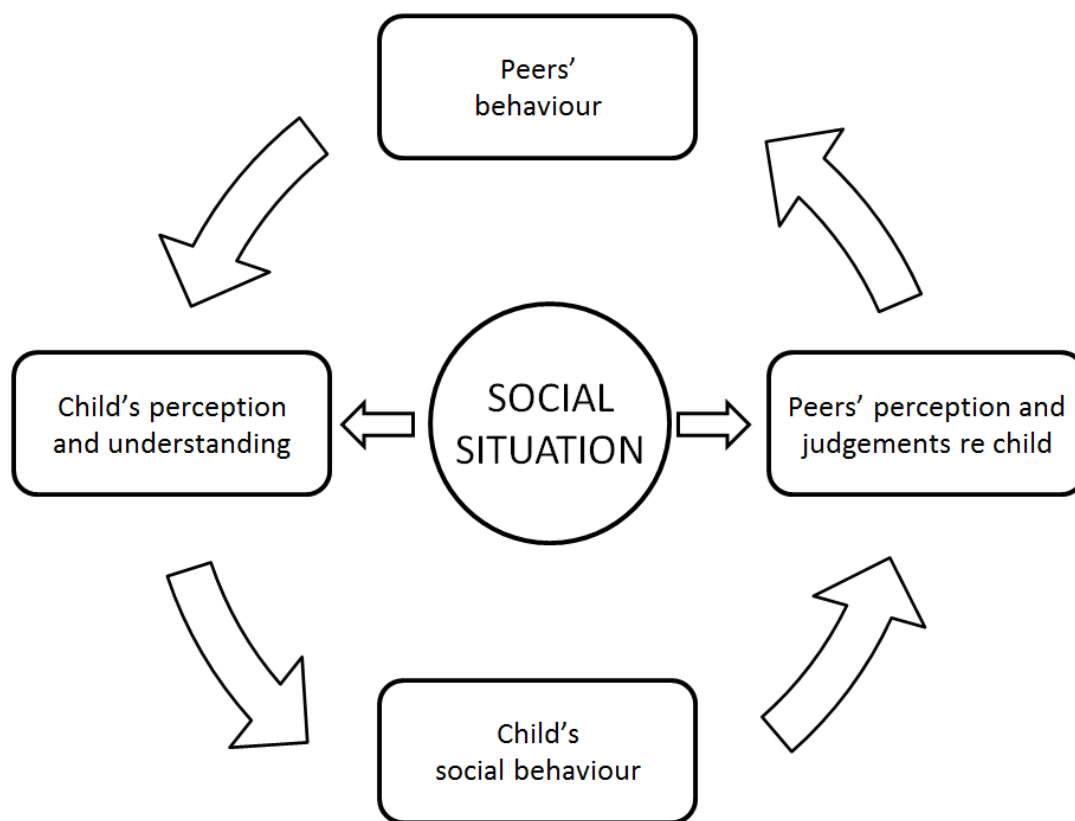 Peers’
behaviour
Child’s perception
and understanding
SOCIAL
SITUATION
Peers’ perception and
judgements re child
Child’s
social behaviour